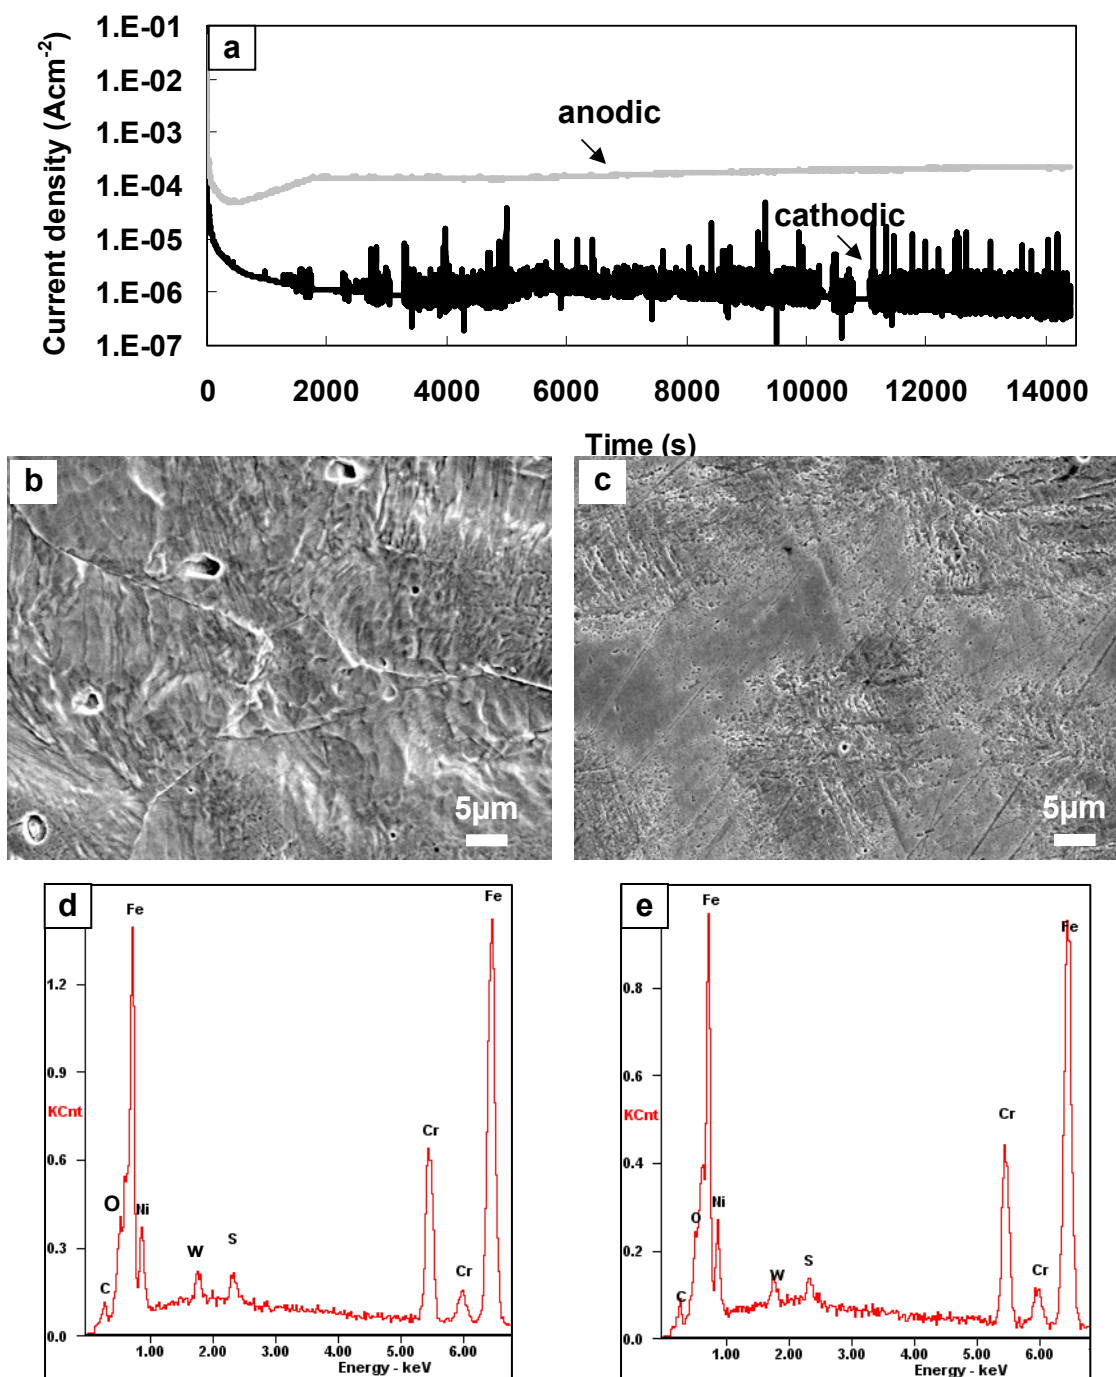 a
1.E-01
1.E-02
1.E-03
1.E-04
1.E-05
1.E-06
1.E-07
Current density (Acm-2)
anodic
cathodic
0 2000 4000 6000 8000 10000 12000 14000
Time (s)
b
5µm
c
5µm
d
Fe
Fe
1.2
0.9
KCnt
0.6
0.3
0.0
Cr
O
Ni
W
S
Cr
C
1.00 2.00 3.00 4.00 5.00 6.00
Energy - keV
e
Fe
Fe
0.8
0.6
KCnt
0.4
0.2
0.0
Cr
Ni
O
S
W
Cr
C
1.00 2.00 3.00 4.00 5.00 6.00
Energy - keV